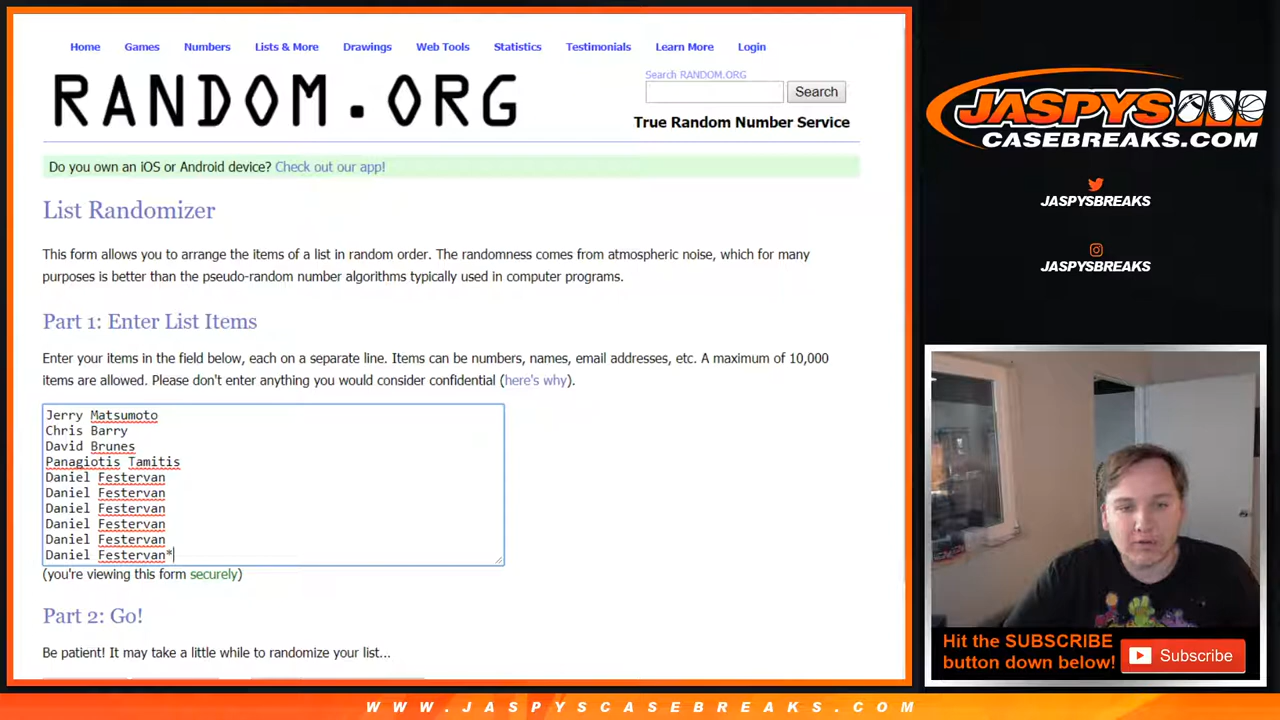 Home Games Numbers Lists & More Drawings Web Tools Statistics Testimonials Learn More Login
RANDOM.ORG
Search RANDOM.ORG
Search
True Random Number Service
Do you own an iOS or Android device? Check out our app!
List Randomizer
This form allows you to arrange the items of a list in random order. The randomness comes from atmospheric noise, which for many
purposes is better than the pseudo-random number algorithms typically used in computer programs.
Part 1: Enter List Items
Enter your items in the field below, each on a separate line. Items can be numbers, names, email addresses, etc. A maximum of 10,000
items are allowed. Please don't enter anything you would consider confidential (here's why).
Jerry Matsumoto
Chris Barry
David Brunes
Panagiotis Tamitis
Daniel Festervan
Daniel Festervan
Daniel Festervan
Daniel Festervan
Daniel Festervan
Daniel Festervan*
(you're viewing this form securely)
Part 2: Go!
Be patient! It may take a little while to randomize your list...
JASPYS
CASEBREAKS.COM
JASPYSBREAKS
JASPYSBREAKS
Hit the SUBSCRIBE
button down below!
Subscribe
WWW.JASPYSCASEBREAKS.COM